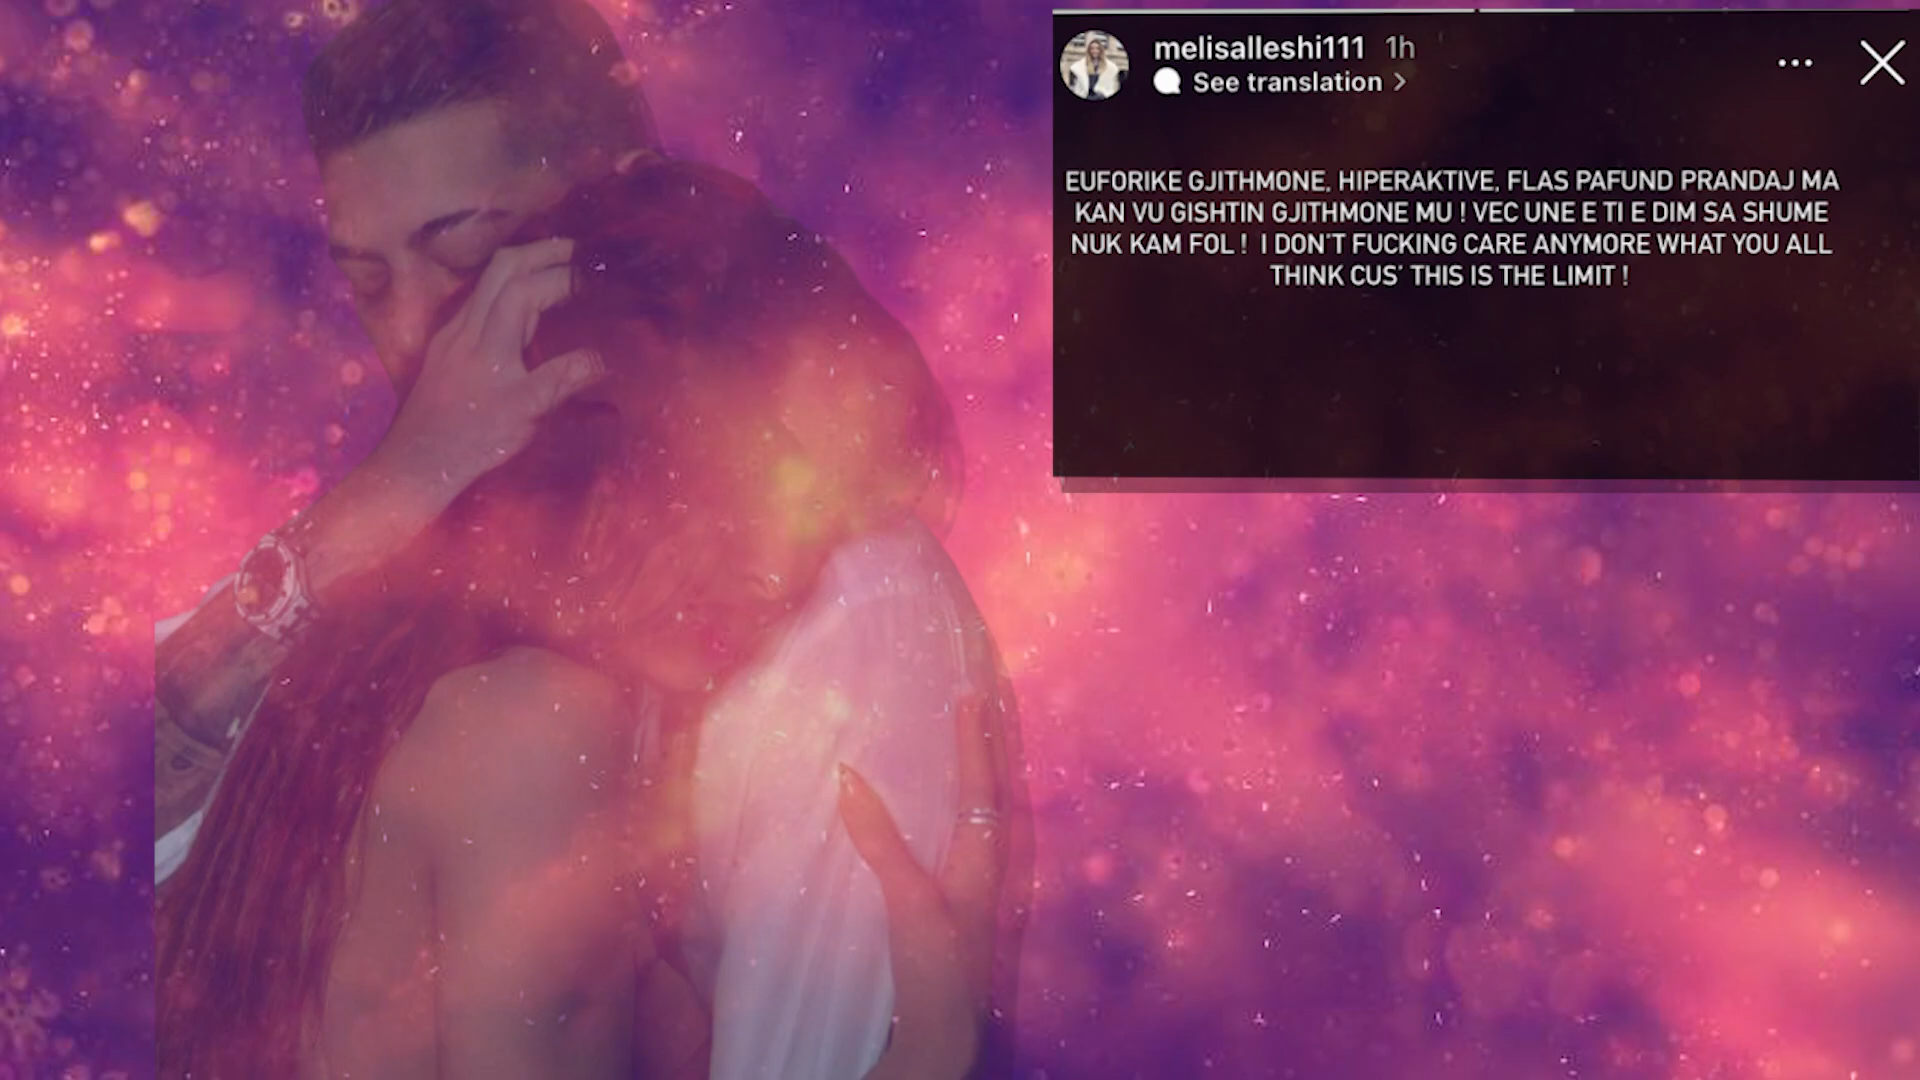 melisalleshi111 1h
See translation >
EUFORIKE GJITHMONE, HIPERAKTIVE, FLAS PAFUND PRANDAJ MA
KAN VU GISHTIN GJITHMONE MU ! VEC UNE E TI E DIM SA SHUME
NUK KAM FOL ! I DON'T FUCKING CARE ANYMORE WHAT YOU ALL
THINK CUS' THIS IS THE LIMIT !